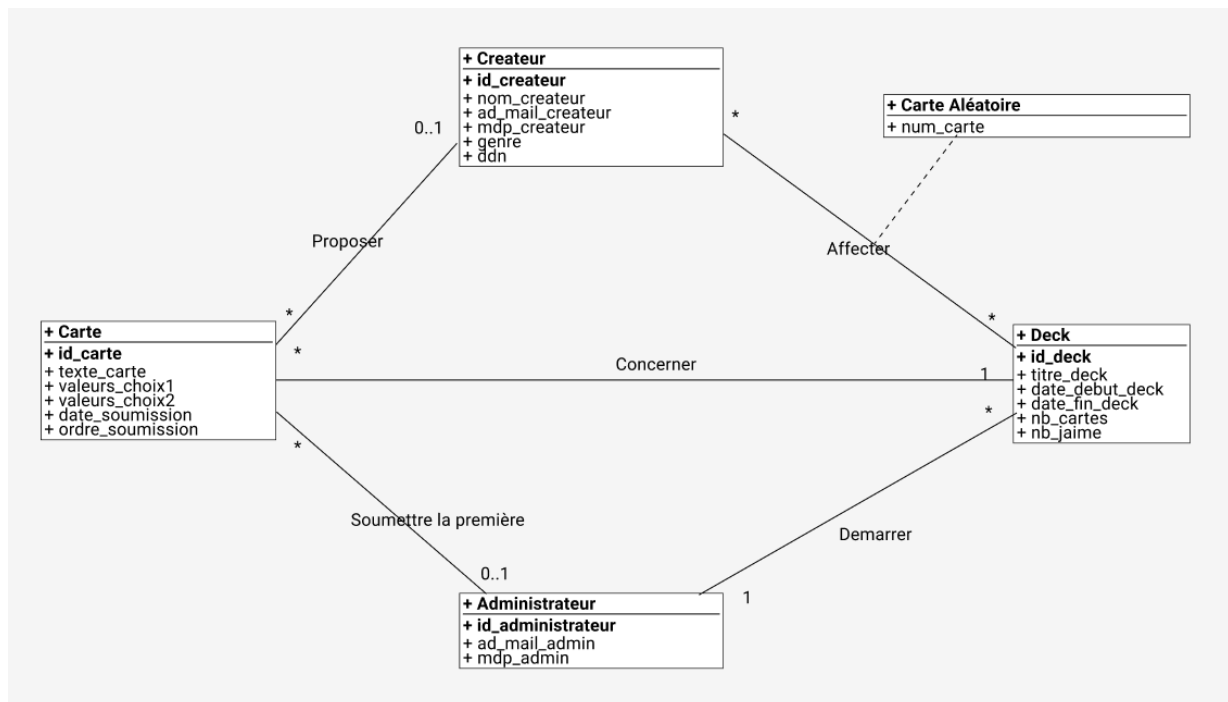 + Createur
+ id_createur
+ nom_createur
+ ad_mail_createur
+ mdp_createur
+ genre
+ ddn
0..1
*
+ Carte Aléatoire
+ num_carte
Proposer
Affecter
*
*
+ Carte
+ id_carte
+ texte_carte
+ valeurs_choix1
+ valeurs_choix2
+ date_soumission
+ ordre_soumission
*
Concerner
1
*
+ Deck
+ id_deck
+ titre_deck
+ date_debut_deck
+ date_fin_deck
+ nb_cartes
+ nb_jaime
*
Soumettre la première
Demarrer
0..1
1
+ Administrateur
+ id_administrateur
+ ad_mail_admin
+ mdp_admin